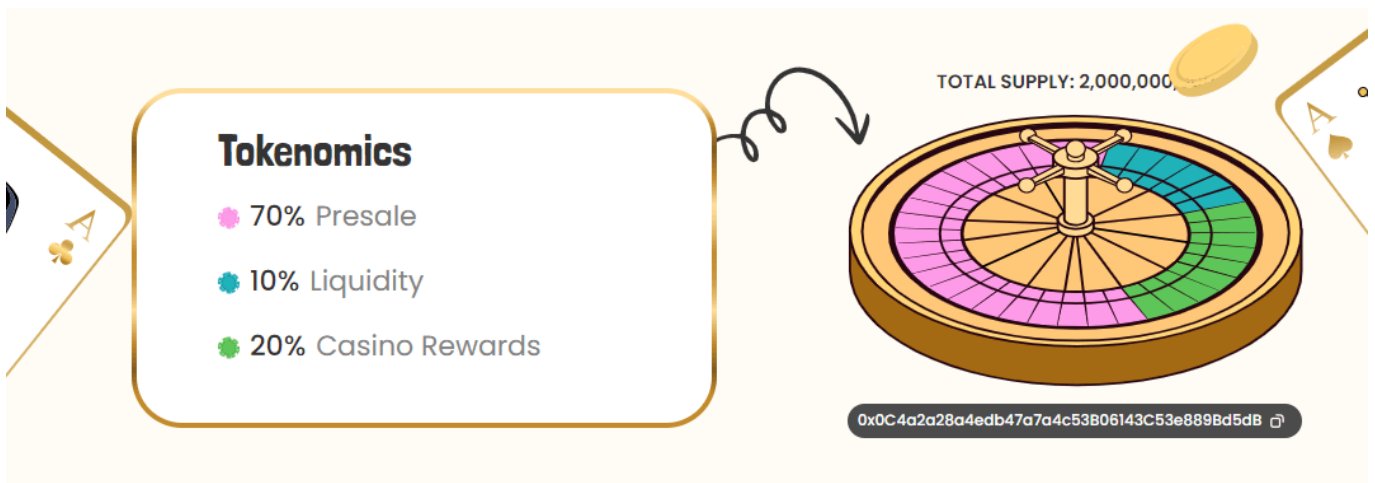 TOTAL SUPPLY: 2,000,000,
Tokenomics
70% Presale
10% Liquidity
20% Casino Rewards
A
A
0x0C4a2a28a4edb47a7a4c53B06143C53e889Bd5dB